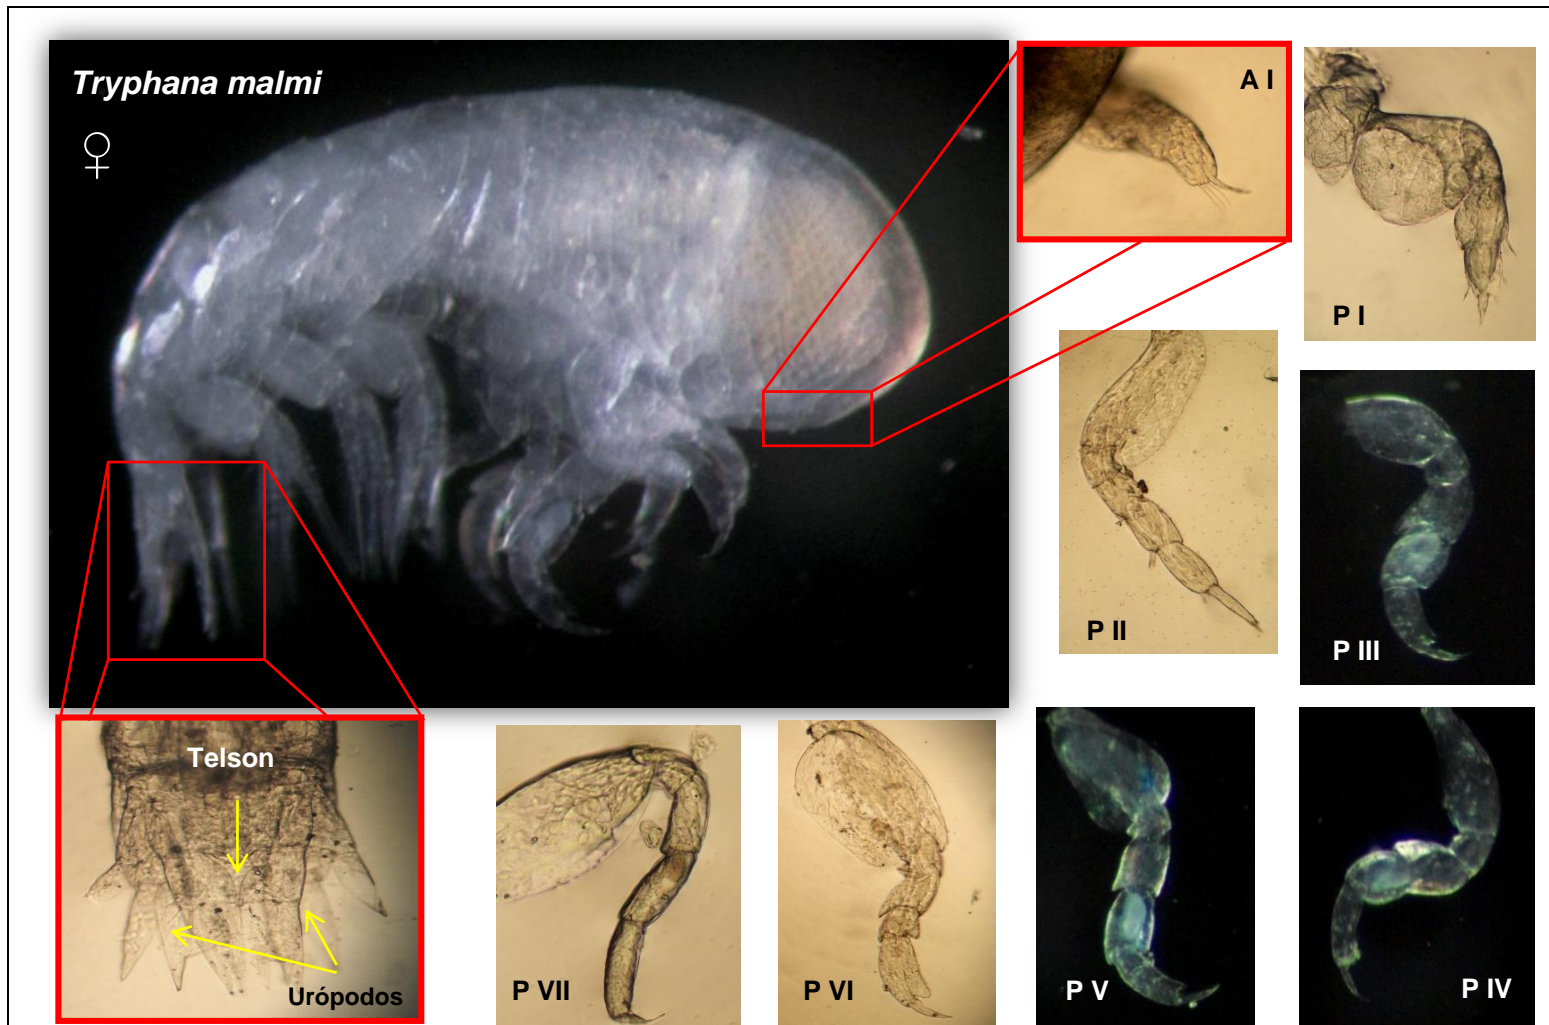 Tryphana malmi
♀
A I
P I
P II
P III
Telson
Urópodos
P VII
P VI
P V
P IV